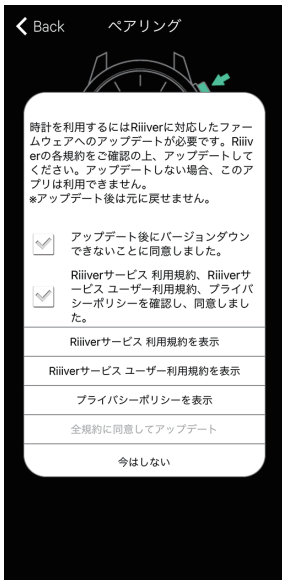 Back ペアリング
時計を利用するにはRiiiverに対応したファー
ムウェアへのアップデートが必要です。Riiiv
erの各規約をご確認の上、アップデートして
ください。アップデートしない場合、このア
プリは利用できません。
※アップデート後は元に戻せません。
アップデート後にバージョンダウン
できないことに同意しました。
Riiiverサービス 利用規約、Riiiverサ
ービス ユーザー利用規約、プライバ
シーポリシーを確認し、同意しまし
た。
Riiiverサービス 利用規約を表示
Riiiverサービス ユーザー利用規約を表示
プライバシーポリシーを表示
全規約に同意してアップデート
今はしない